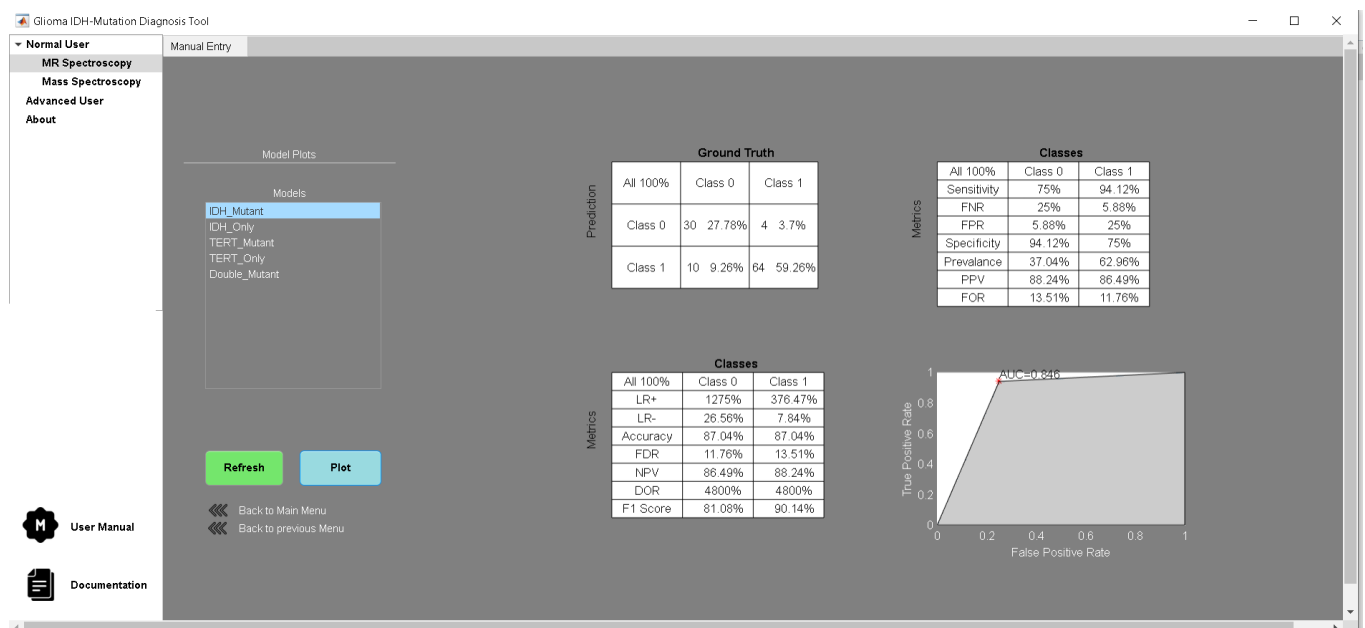 Glioma IDH-Mutation Diagnosis Tool
Normal User
MR Spectroscopy
Mass Spectroscopy
Advanced User
About
Manual Entry
Model Plots
Models
IDH_Mutant
IDH_Only
TERT_Mutant
TERT_Only
Double_Mutant
Refresh
Plot
Back to Main Menu
Back to previous Menu
M
User Manual
Documentation
Ground Truth
Prediction
All 100% Class 0 Class 1
Class 0 30 27.78% 4 3.7%
Class 1 10 9.26% 64 59.26%
Classes
Metrics
All 100% Class 0 Class 1
Sensitivity 75% 94.12%
FNR 25% 5.88%
FPR 5.88% 25%
Specificity 94.12% 75%
Prevalance 37.04% 62.96%
PPV 88.24% 86.49%
FOR 13.51% 11.76%
Classes
Metrics
All 100% Class 0 Class 1
LR+ 1275% 376.47%
LR- 26.56% 7.84%
Accuracy 87.04% 87.04%
FDR 11.76% 13.51%
NPV 86.49% 88.24%
DOR 4800% 4800%
F1 Score 81.08% 90.14%
AUC=0.846
True Positive Rate
1
0.8
0.6
0.4
0.2
0
0 0.2 0.4 0.6 0.8 1
False Positive Rate